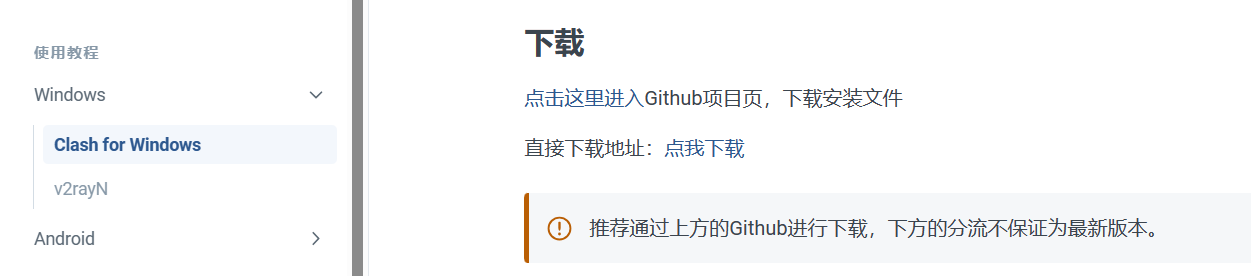 使用教程
Windows
Clash for Windows
v2rayN
Android
下载
点击这里进入Github项目页，下载安装文件
直接下载地址：点我下载
推荐通过上方的Github进行下载，下方的分流不保证为最新版本。